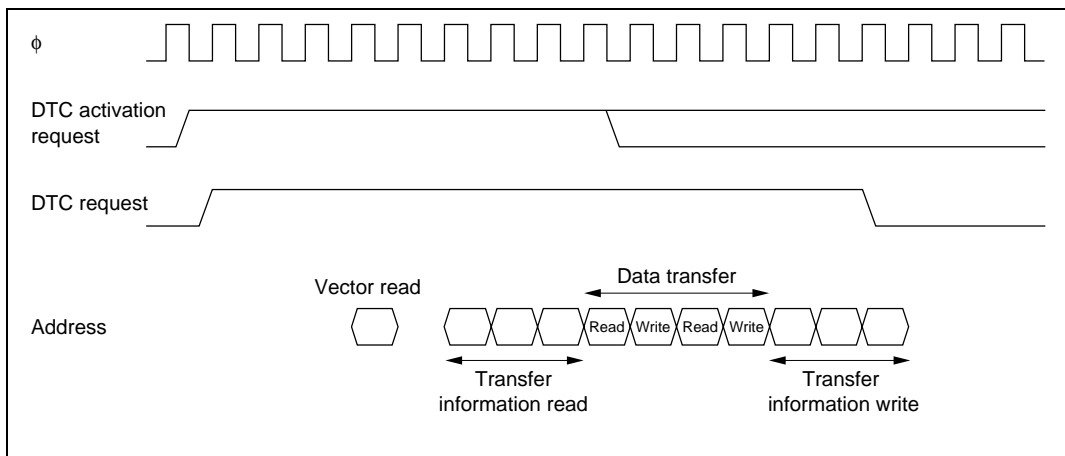 ϕ
DTC activation
request
DTC request
Data transfer
Vector read
Address
Read Write Read Write
Transfer
information read
Transfer
information write